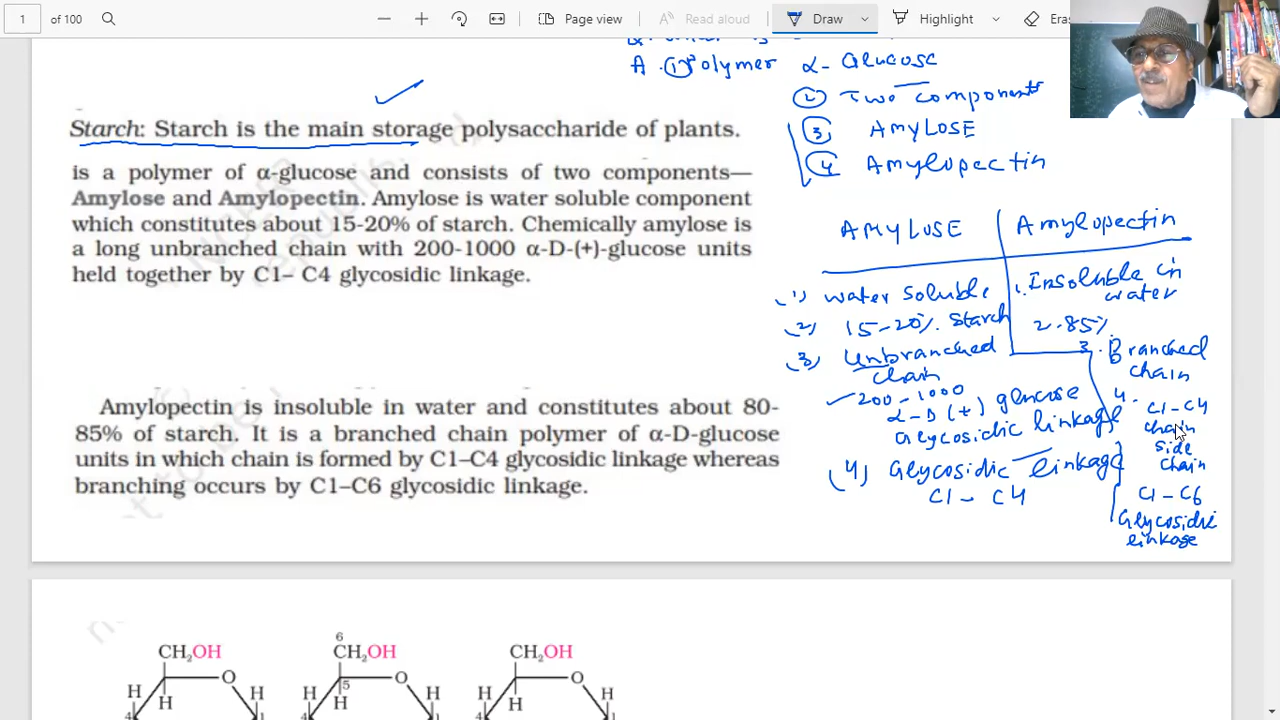 1 of 100 Page view Read aloud Draw Highlight
A. (1) Polymer α- Glucose
(2) Two components
(3) AMYLOSE
(4) Amylopectin
Starch: Starch is the main storage polysaccharide of plants.
is a polymer of α-glucose and consists of two components—
Amylose and Amylopectin. Amylose is water soluble component
which constitutes about 15-20% of starch. Chemically amylose is
a long unbranched chain with 200-1000 α-D-(+)-glucose units
held together by C1– C4 glycosidic linkage.
Amylopectin is insoluble in water and constitutes about 80-
85% of starch. It is a branched chain polymer of α-D-glucose
units in which chain is formed by C1–C4 glycosidic linkage whereas
branching occurs by C1–C6 glycosidic linkage.
AMYLOSE
(1) water soluble
(2) 15-20% Starch
(3) Unbranched
chain
200-1000
α-D(+) glucose
Glycosidic linkage
(4) Glycosidic linkage
C1 - C4
Amylopectin
1. Insoluble in
water
2. 85%
3. Branched
chain
4. C1-C4
chain
side
chain
C1-C6
Glycosidic
linkage
6
CH₂OH CH₂OH CH₂OH
O O O
H H 5 H H H H
H H H
4 1 4 1 4 1